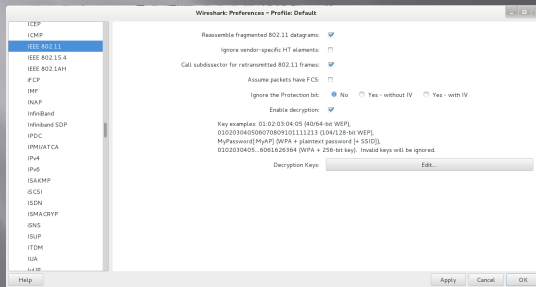 Wireshark: Preferences - Profile: Default
ICEP
ICMP
IEEE 802.11
IEEE 802.15.4
IEEE 802.1AH
iFCP
IMF
INAP
InfiniBand
Infiniband SDP
IPDC
IPMI/ATCA
IPv4
IPv6
ISAKMP
iSCSI
ISDN
ISMACRYP
iSNS
ISUP
ITDM
IUA
IuUP
Reassemble fragmented 802.11 datagrams:
Ignore vendor-specific HT elements:
Call subdissector for retransmitted 802.11 frames:
Assume packets have FCS:
Ignore the Protection bit: No Yes - without IV Yes - with IV
Enable decryption:
Key examples: 01:02:03:04:05 (40/64-bit WEP),
010203040506070809101111213 (104/128-bit WEP),
MyPassword[:MyAP] (WPA + plaintext password [+ SSID]),
0102030405...6061626364 (WPA + 256-bit key). Invalid keys will be ignored.
Decryption Keys: Edit...
Help Apply Cancel OK